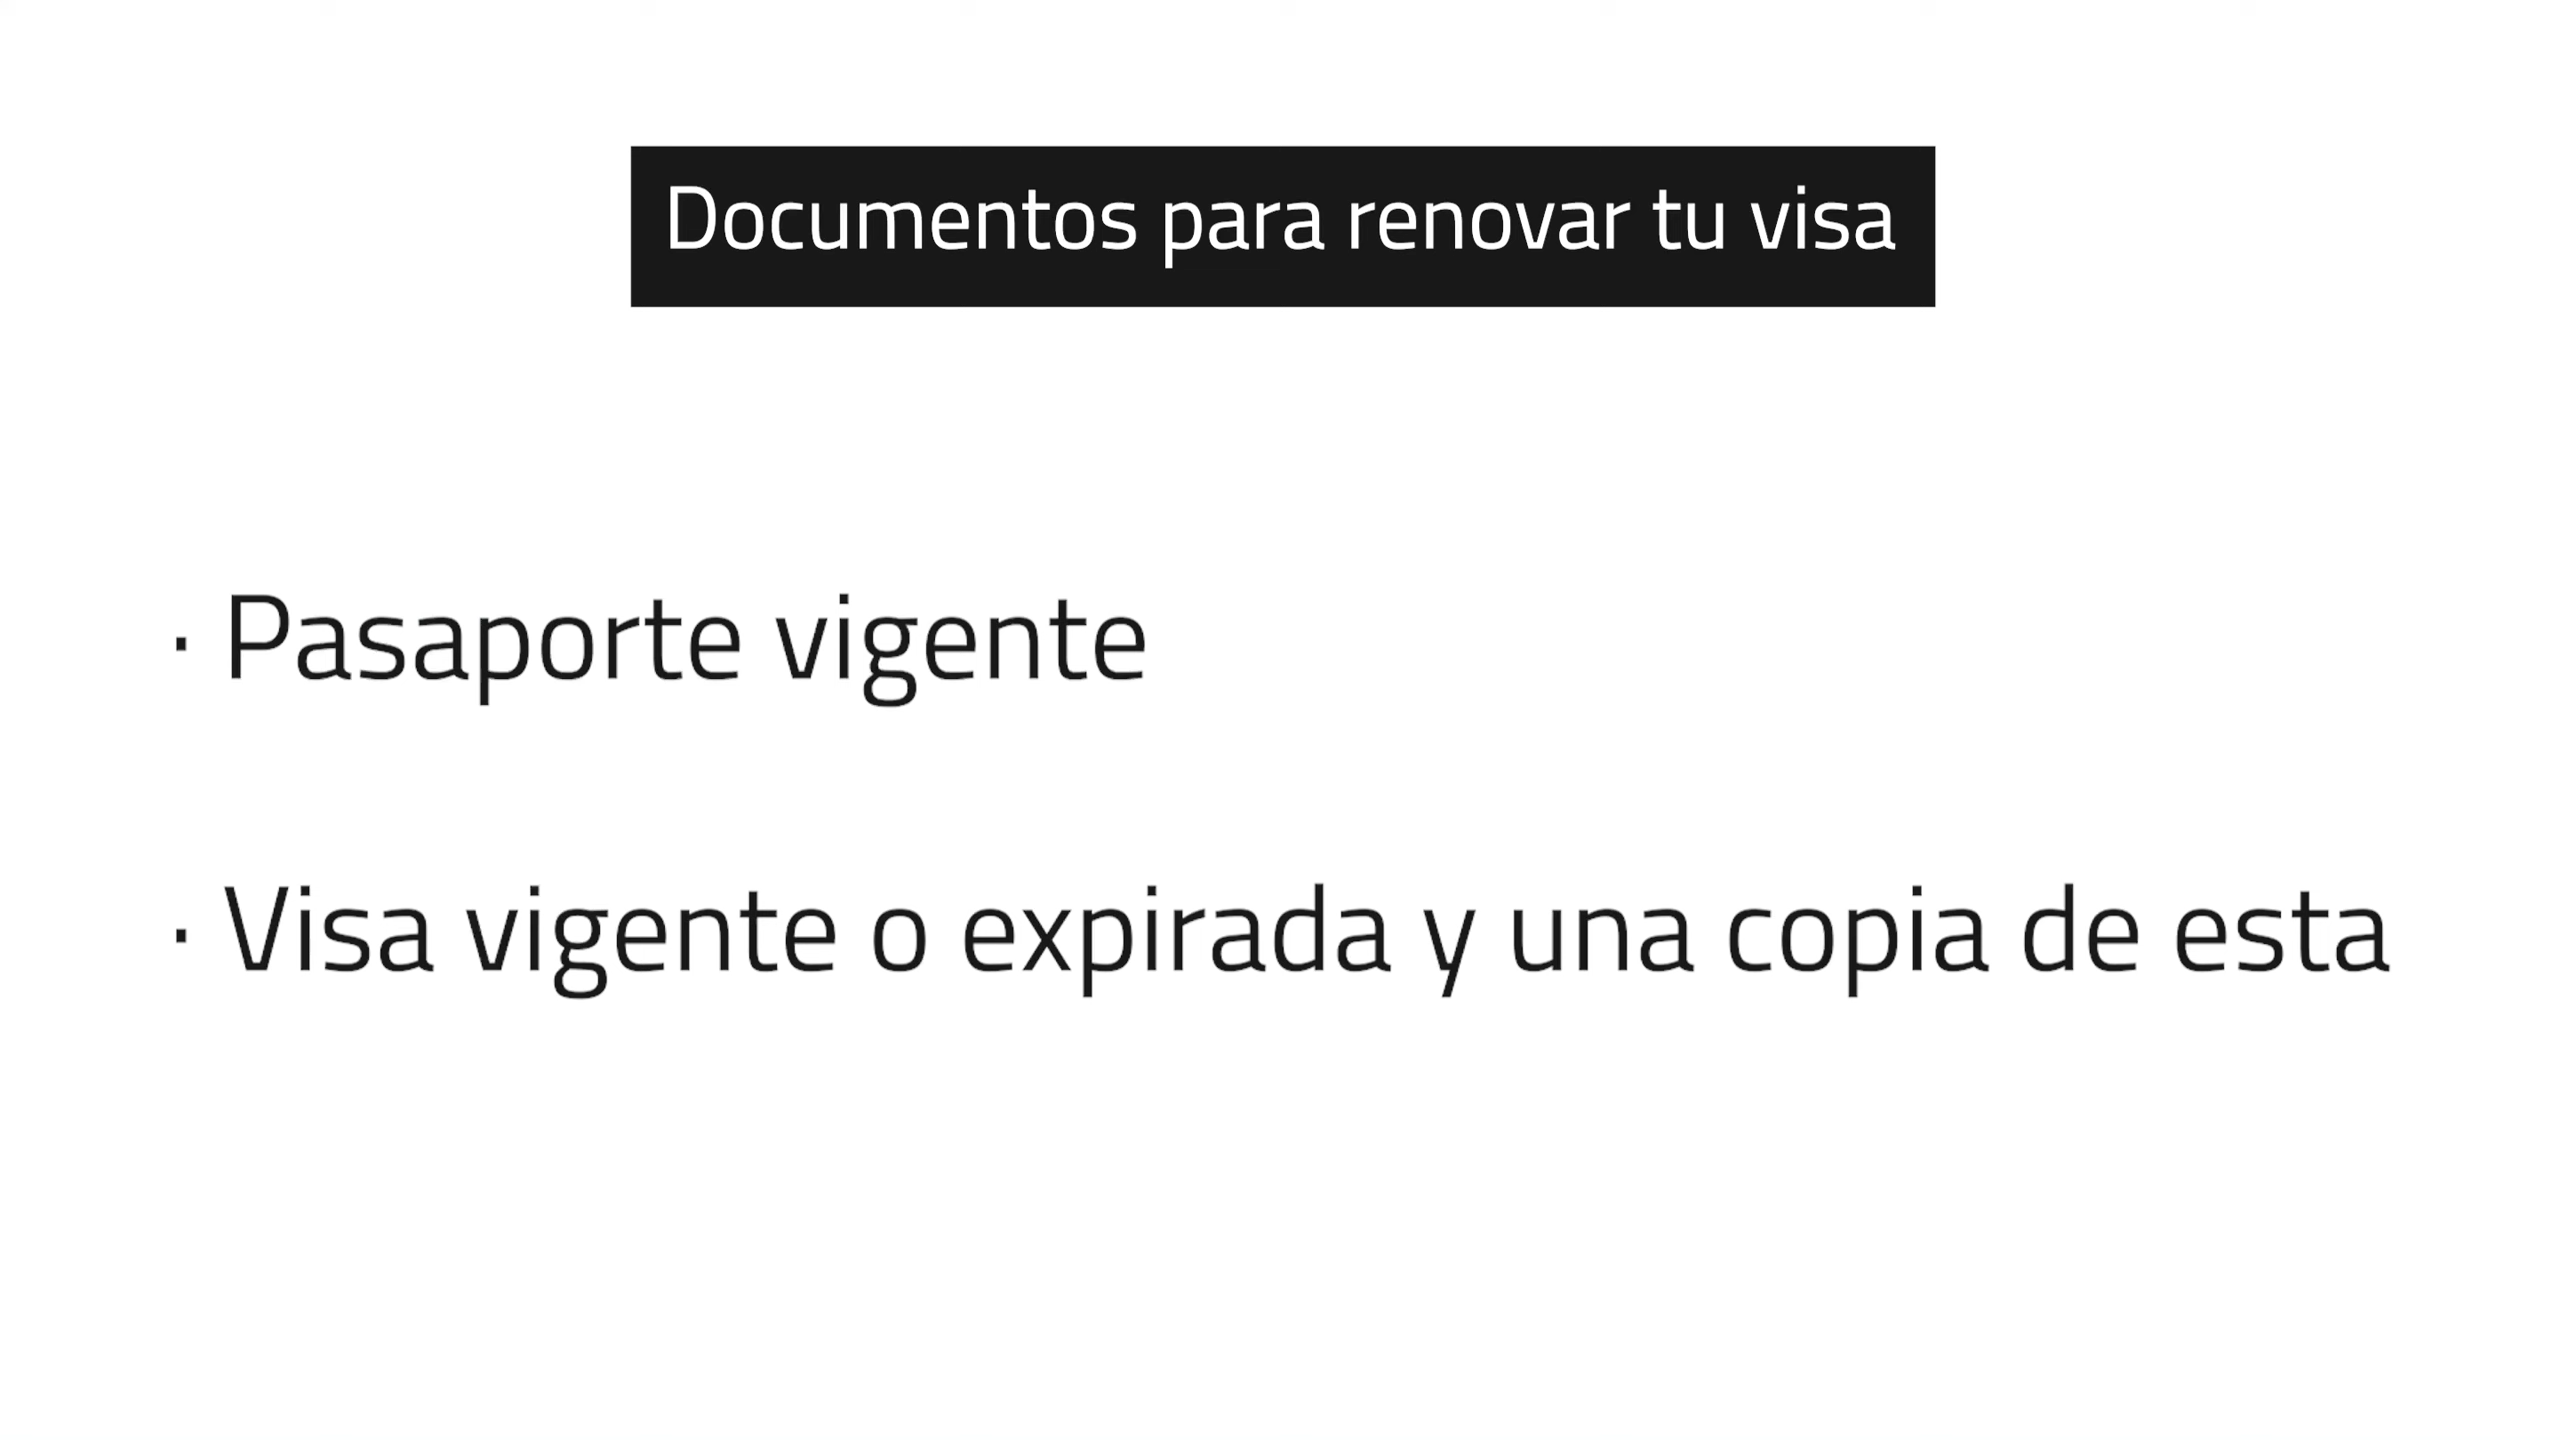 Documentos para renovar tu visa
· Pasaporte vigente
· Visa vigente o expirada y una copia de esta